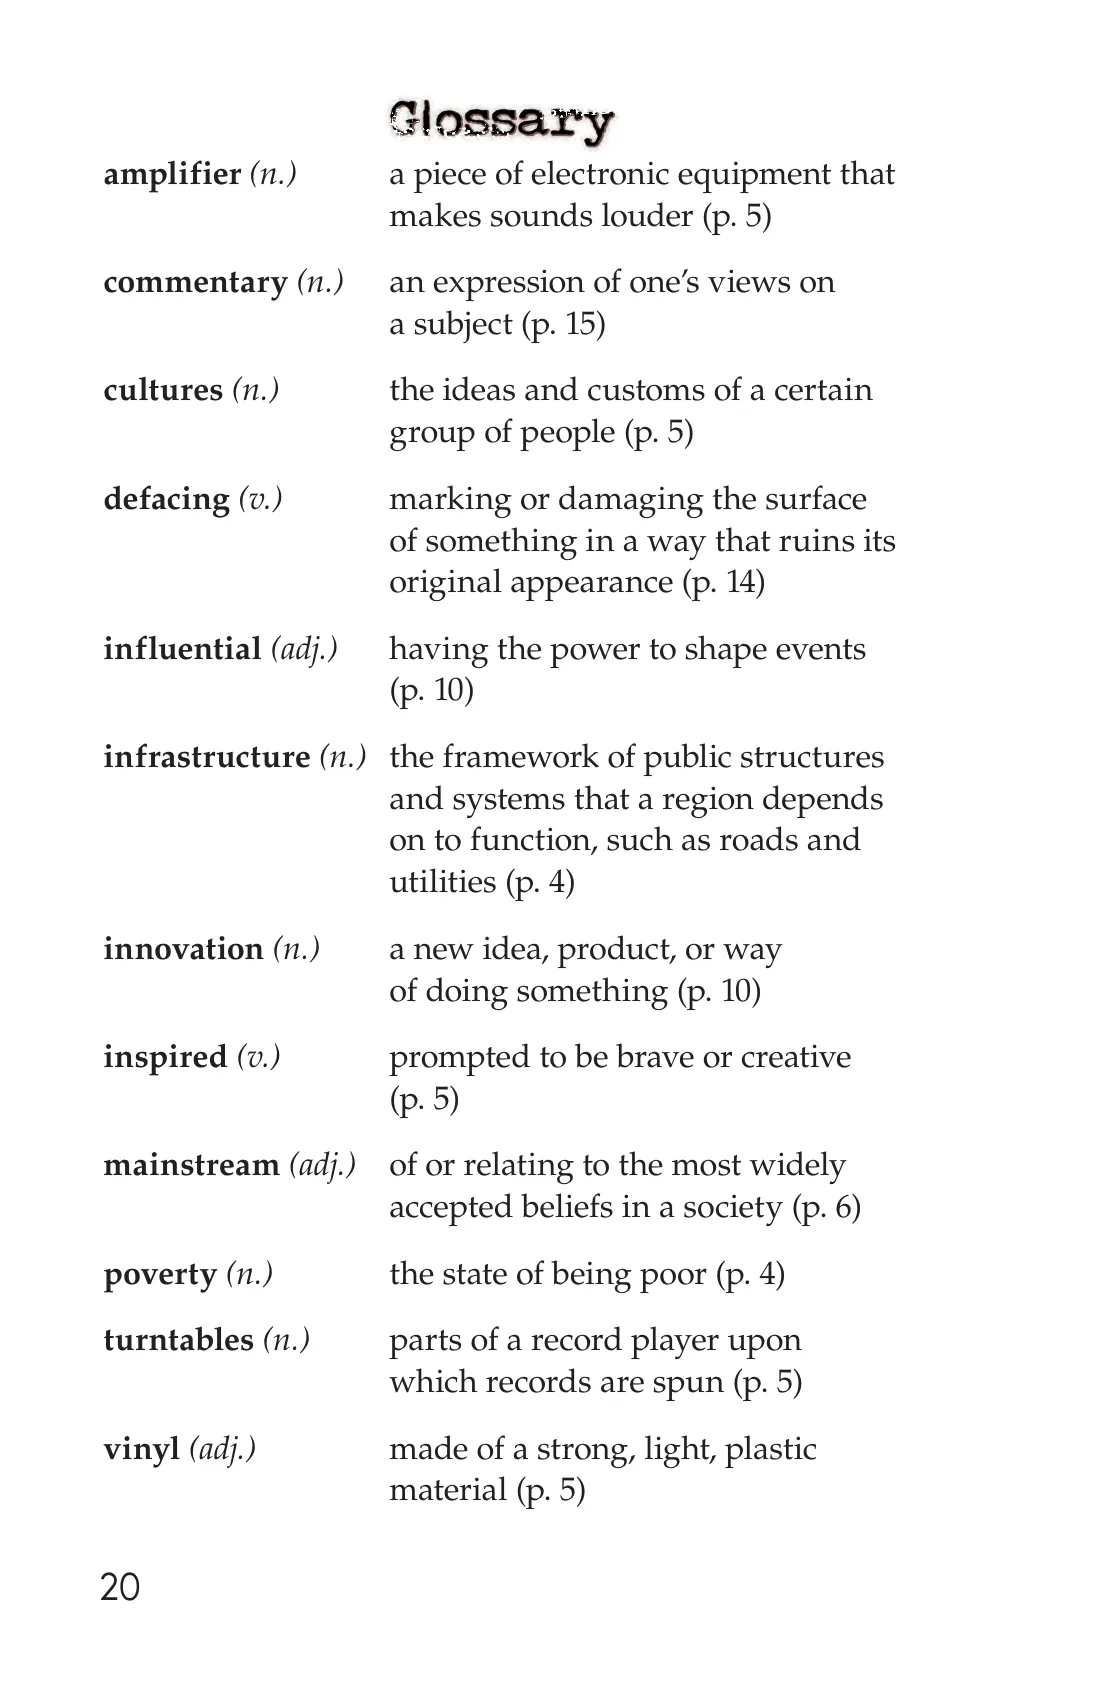 Glossary
amplifier (n.) a piece of electronic equipment that
makes sounds louder (p. 5)
commentary (n.) an expression of one’s views on
a subject (p. 15)
cultures (n.) the ideas and customs of a certain
group of people (p. 5)
defacing (v.) marking or damaging the surface
of something in a way that ruins its
original appearance (p. 14)
influential (adj.) having the power to shape events
(p. 10)
infrastructure (n.) the framework of public structures
and systems that a region depends
on to function, such as roads and
utilities (p. 4)
innovation (n.) a new idea, product, or way
of doing something (p. 10)
inspired (v.) prompted to be brave or creative
(p. 5)
mainstream (adj.) of or relating to the most widely
accepted beliefs in a society (p. 6)
poverty (n.) the state of being poor (p. 4)
turntables (n.) parts of a record player upon
which records are spun (p. 5)
vinyl (adj.) made of a strong, light, plastic
material (p. 5)
20